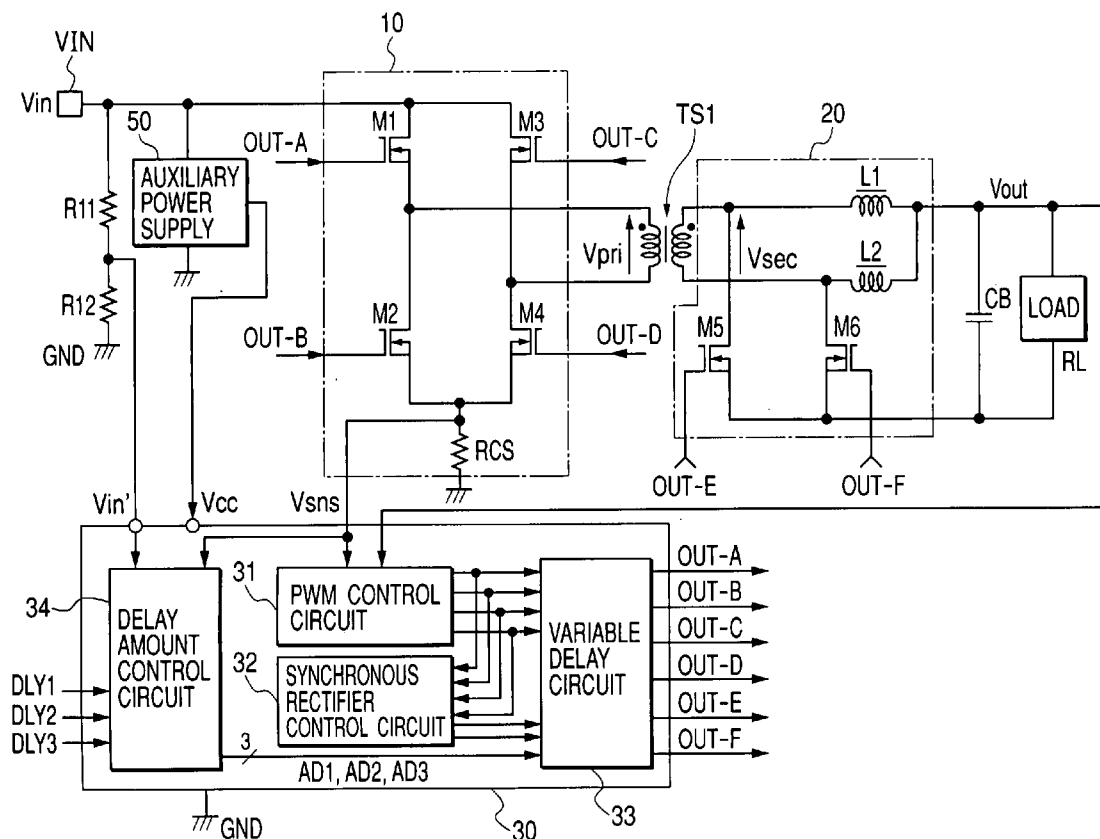 VIN
Vin
10
50
AUXILIARY
POWER
SUPPLY
OUT-A
M1
M3
OUT-C
TS1
20
L1
Vout
R11
R12
GND
Vpri
Vsec
L2
CB
LOAD
RL
OUT-B
M2
M4
OUT-D
M5
M6
RCS
OUT-E
OUT-F
Vin'
Vcc
Vsns
34
DELAY
AMOUNT
CONTROL
CIRCUIT
31
PWM CONTROL
CIRCUIT
32
SYNCHRONOUS
RECTIFIER
CONTROL CIRCUIT
VARIABLE
DELAY
CIRCUIT
OUT-A
OUT-B
OUT-C
OUT-D
OUT-E
OUT-F
DLY1
DLY2
DLY3
3
AD1, AD2, AD3
GND
30
33